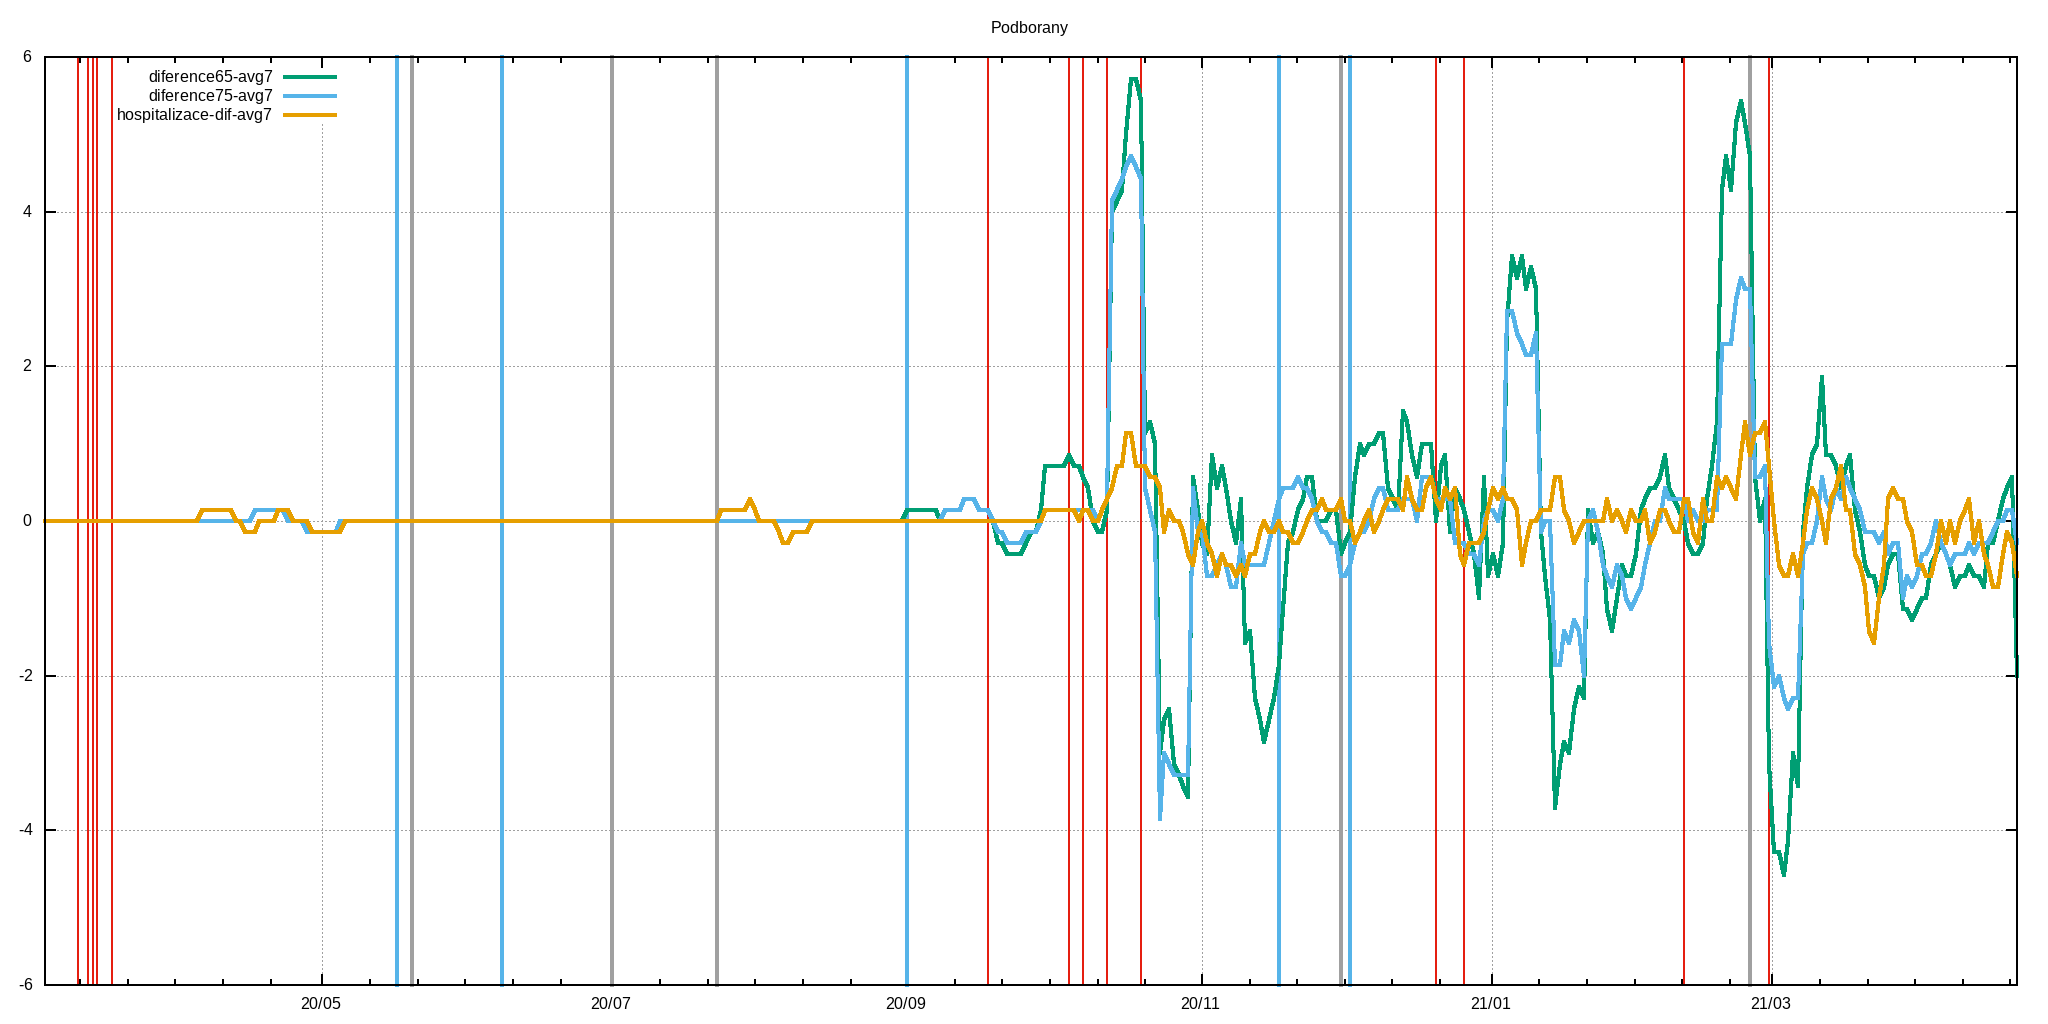 Podborany
6
diference65-avg7
diference75-avg7
hospitalizace-dif-avg7
4
2
0
-2
-4
-6
20/05 20/07 20/09 20/11 21/01 21/03